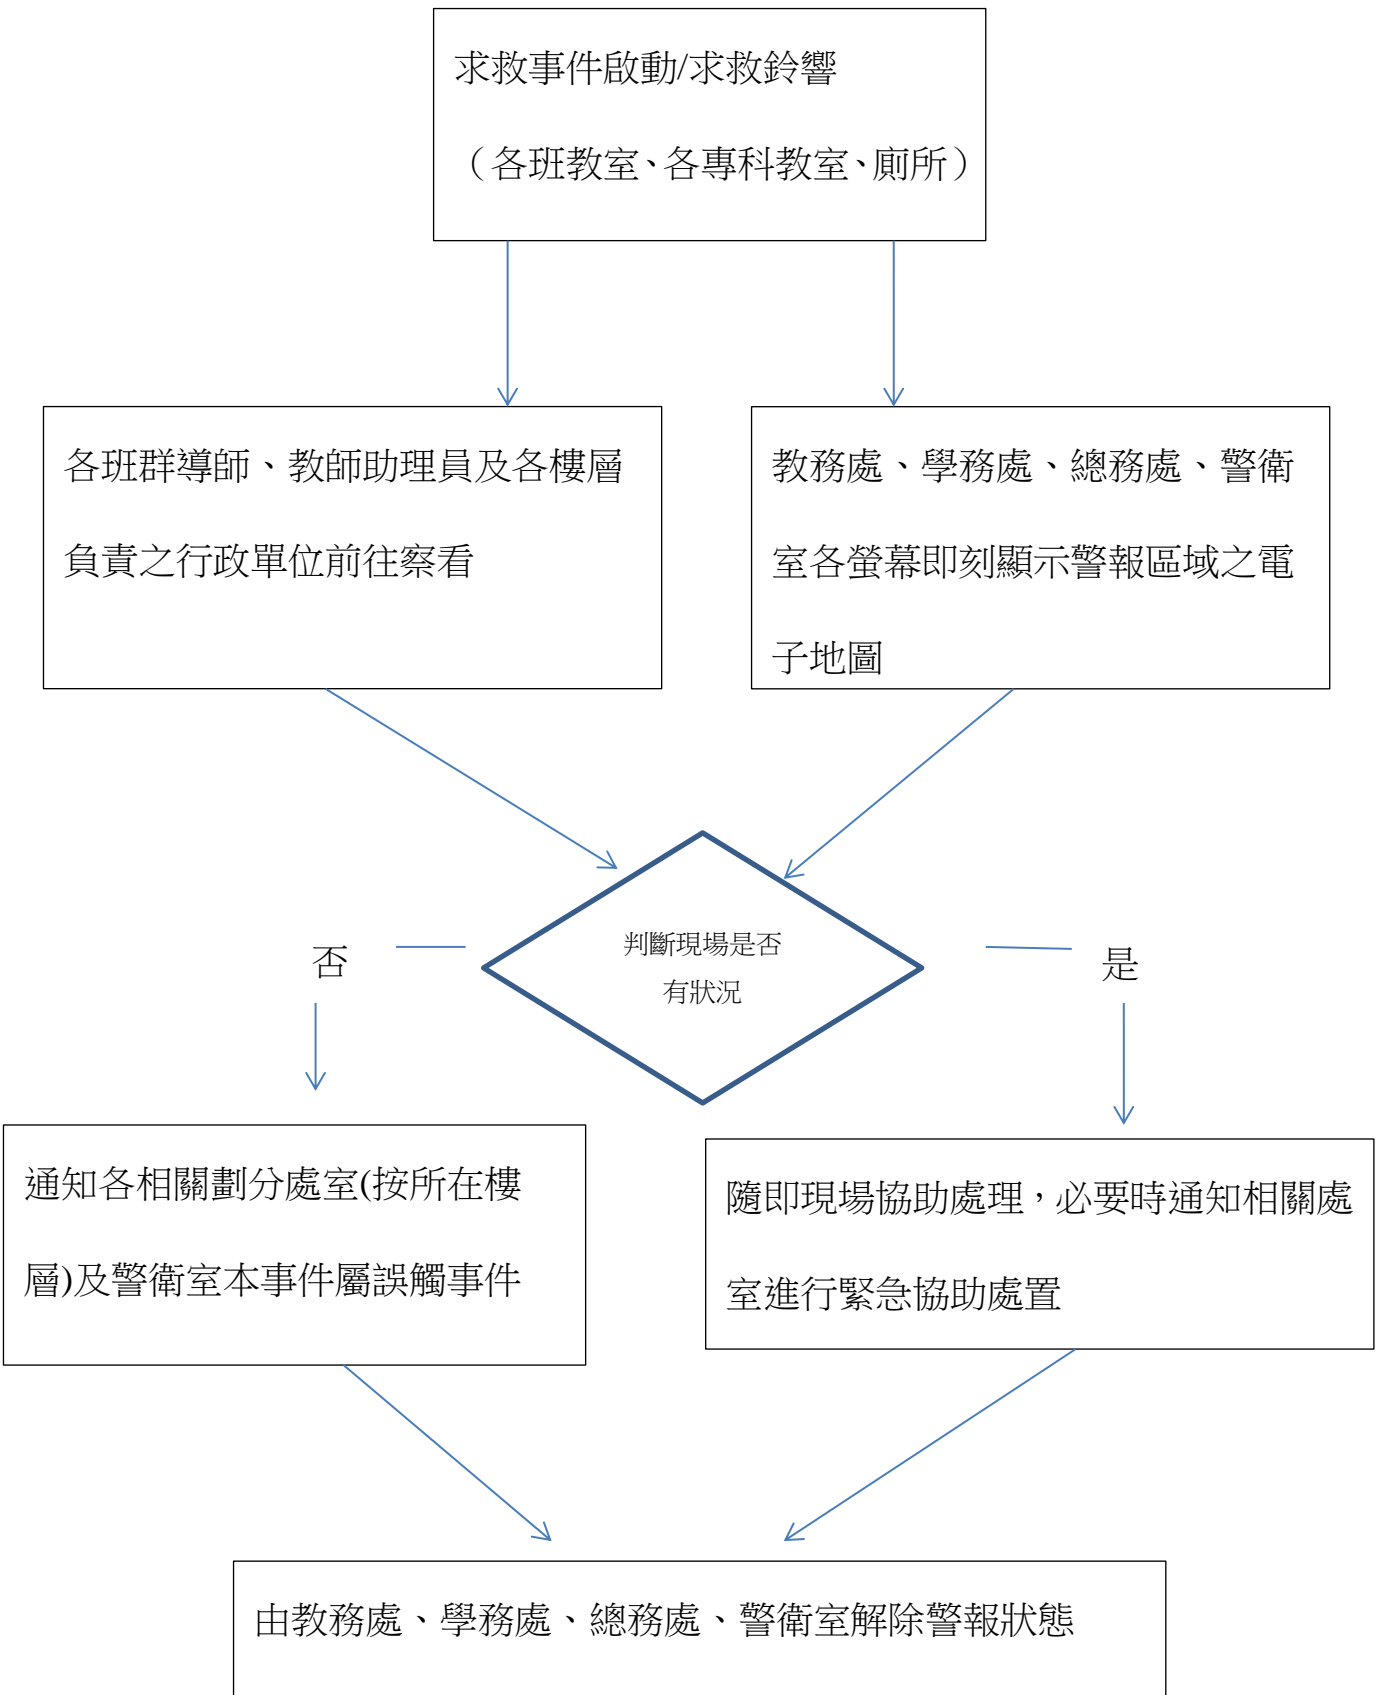 求救事件啟動/求救鈴響
（各班教室、各專科教室、廁所）
各班群導師、教師助理員及各樓層
負責之行政單位前往察看
教務處、學務處、總務處、警衛
室各螢幕即刻顯示警報區域之電
子地圖
判斷現場是否
有狀況
否
是
通知各相關劃分處室(按所在樓
層)及警衛室本事件屬誤觸事件
隨即現場協助處理，必要時通知相關處
室進行緊急協助處置
由教務處、學務處、總務處、警衛室解除警報狀態